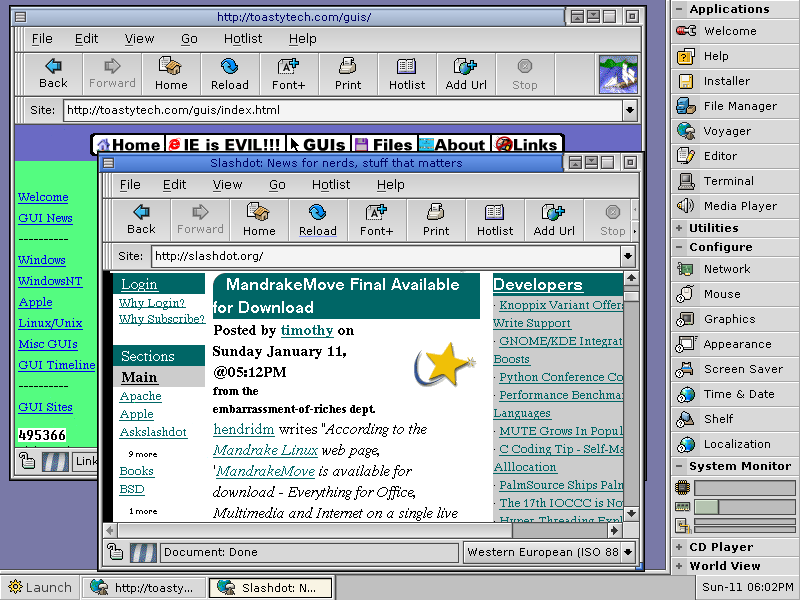 http://toastytech.com/guis/
File Edit View Go Hotlist Help
Back Forward Home Reload Font+ Print Hotlist Add Url Stop
Site: http://toastytech.com/guis/index.html
Home IE is EVIL!!! GUIs Files About Links
Welcome
GUI News
----------
Windows
WindowsNT
Apple
Linux/Unix
Misc GUIs
GUI Timeline
----------
GUI Sites
495366
Link
Slashdot: News for nerds, stuff that matters
File Edit View Go Hotlist Help
Back Forward Home Reload Font+ Print Hotlist Add Url Stop
Site: http://slashdot.org/
Login
Why Login?
Why Subscribe?
Sections
Main
Apache
Apple
Askslashdot
9 more
Books
BSD
1 more
MandrakeMove Final Available
for Download
Posted by timothy on
Sunday January 11,
@05:12PM
from the
embarrassment-of-riches dept.
hendridm writes "According to the
Mandrake Linux web page,
'MandrakeMove is available for
download - Everything for Office,
Multimedia and Internet on a single live
Developers
· Knoppix Variant Offers
Write Support
· GNOME/KDE Integrat
Boosts
· Python Conference Co
· Performance Benchma
Languages
· MUTE Grows In Popul
· C Coding Tip - Self-Ma
Alllocation
· PalmSource Ships Palm
· The 17th IOCCC is No
· Hyper-Threading Expl
Document: Done
Western European (ISO 88
Applications
Welcome
Help
Installer
File Manager
Voyager
Editor
Terminal
Media Player
Utilities
Configure
Network
Mouse
Graphics
Appearance
Screen Saver
Time & Date
Shelf
Localization
System Monitor
CD Player
World View
Launch
http://toasty...
Slashdot: N...
Sun-11 06:02PM